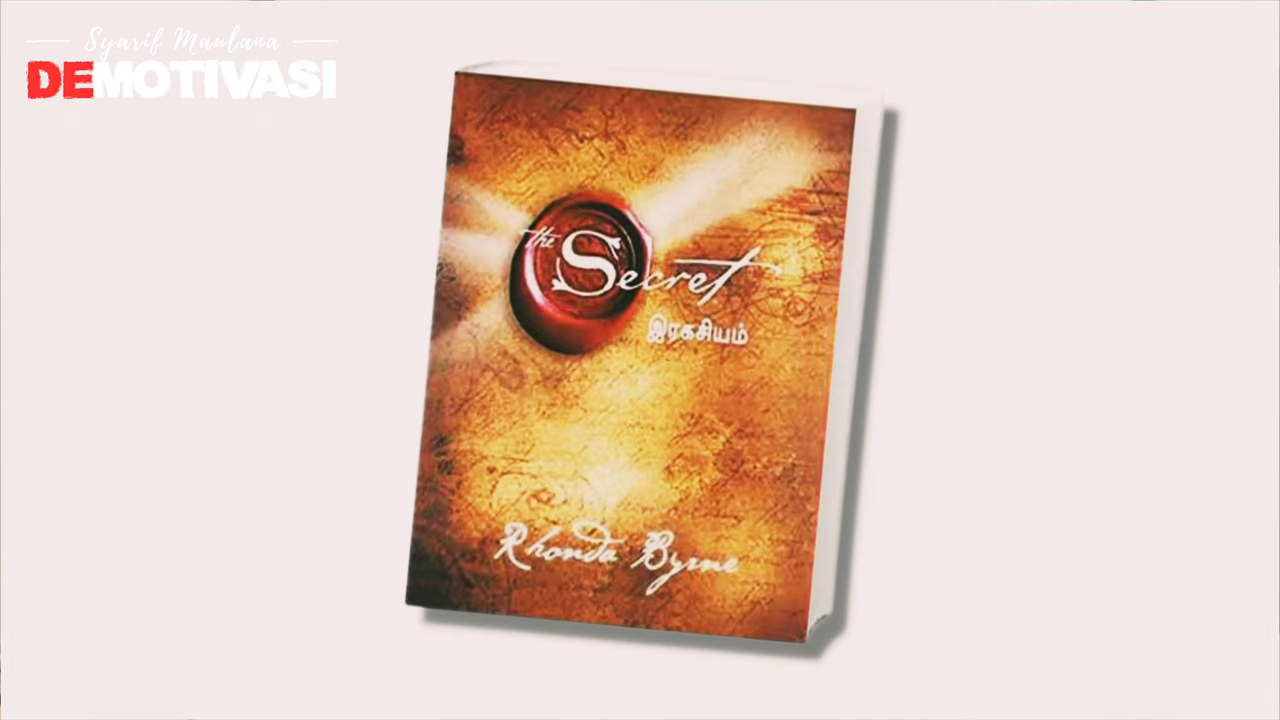 Syarif Maulana
DEMOTIVASI
the Secret
இரகசியம்
Rhonda Byrne